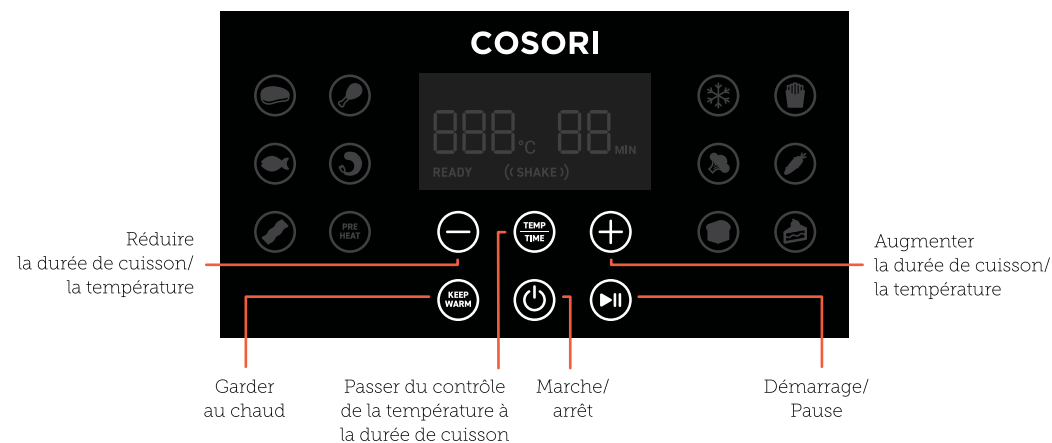 COSORI
888 °C 88 MIN
READY ((SHAKE))
PRE
HEAT
TEMP
TIME
KEEP
WARM
Réduire
la durée de cuisson/
la température
Augmenter
la durée de cuisson/
la température
Garder
au chaud
Passer du contrôle
de la température à
la durée de cuisson
Marche/
arrêt
Démarrage/
Pause